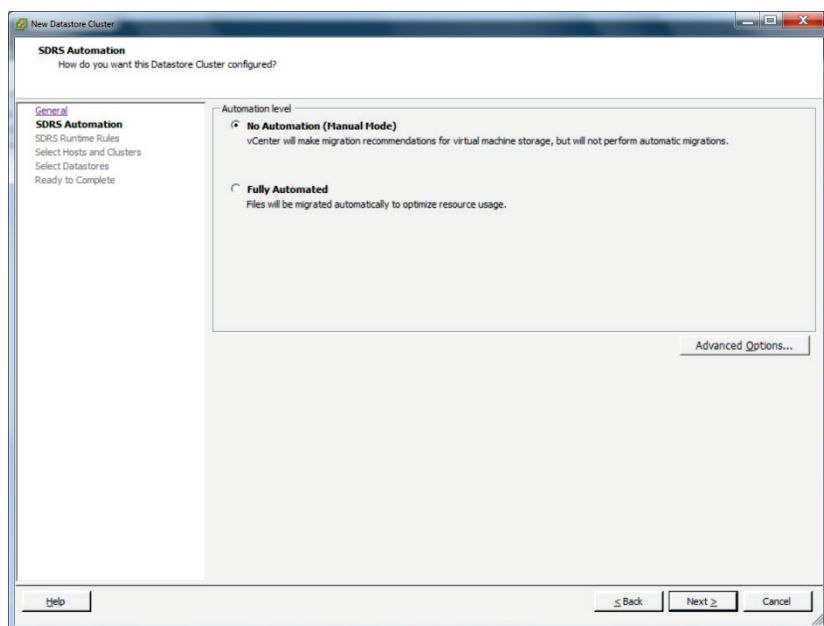 New Datastore Cluster
SDRS Automation
How do you want this Datastore Cluster configured?
General
SDRS Automation
SDRS Runtime Rules
Select Hosts and Clusters
Select Datastores
Ready to Complete
Automation level
No Automation (Manual Mode)
vCenter will make migration recommendations for virtual machine storage, but will not perform automatic migrations.
Fully Automated
Files will be migrated automatically to optimize resource usage.
Advanced Options...
Help
< Back
Next >
Cancel